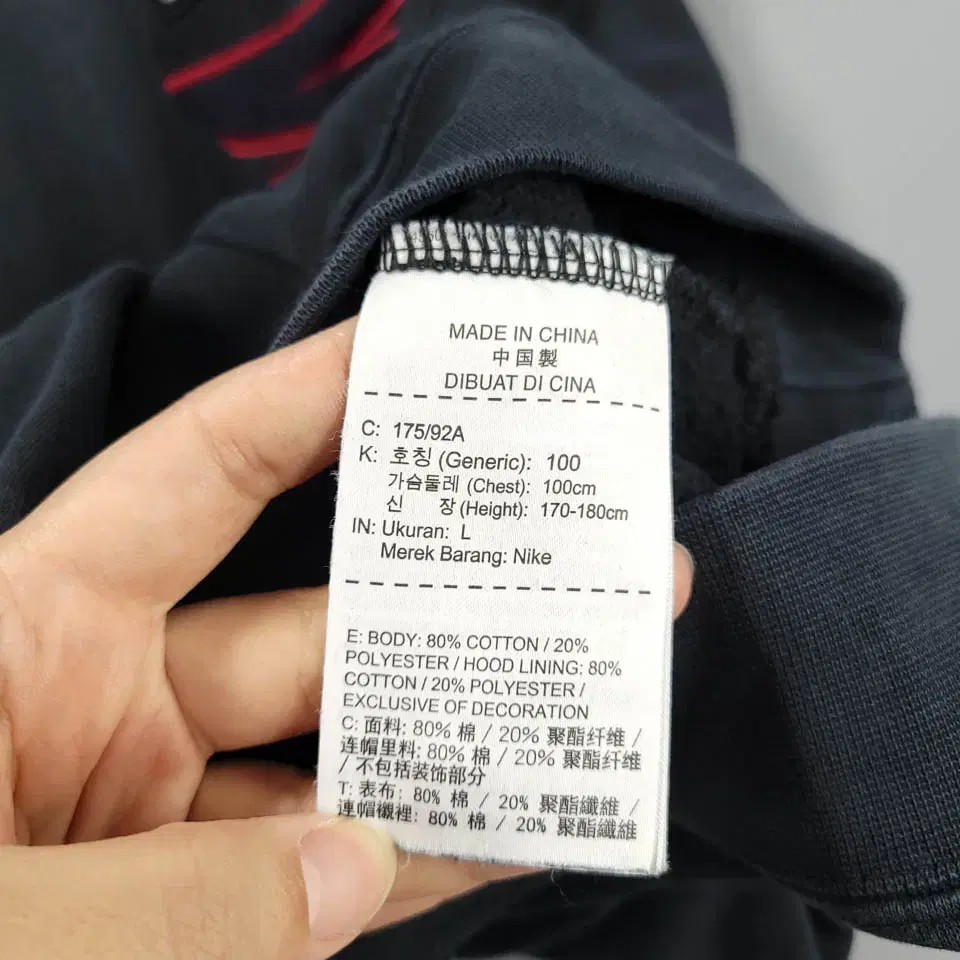 MADE IN CHINA
中国製
DIBUAT DI CINA
C: 175/92A
K: 호칭 (Generic): 100
가슴둘레 (Chest): 100cm
신 장 (Height): 170-180cm
IN: Ukuran: L
Merek Barang: Nike
E: BODY: 80% COTTON / 20%
POLYESTER / HOOD LINING: 80%
COTTON / 20% POLYESTER /
EXCLUSIVE OF DECORATION
C: 面料: 80% 棉 / 20% 聚酯纤维 /
连帽里料: 80% 棉 / 20% 聚酯纤维
/ 不包括装饰部分
T: 表布: 80% 棉 / 20% 聚酯纖維 /
連帽襯裡: 80% 棉 / 20% 聚酯纖維